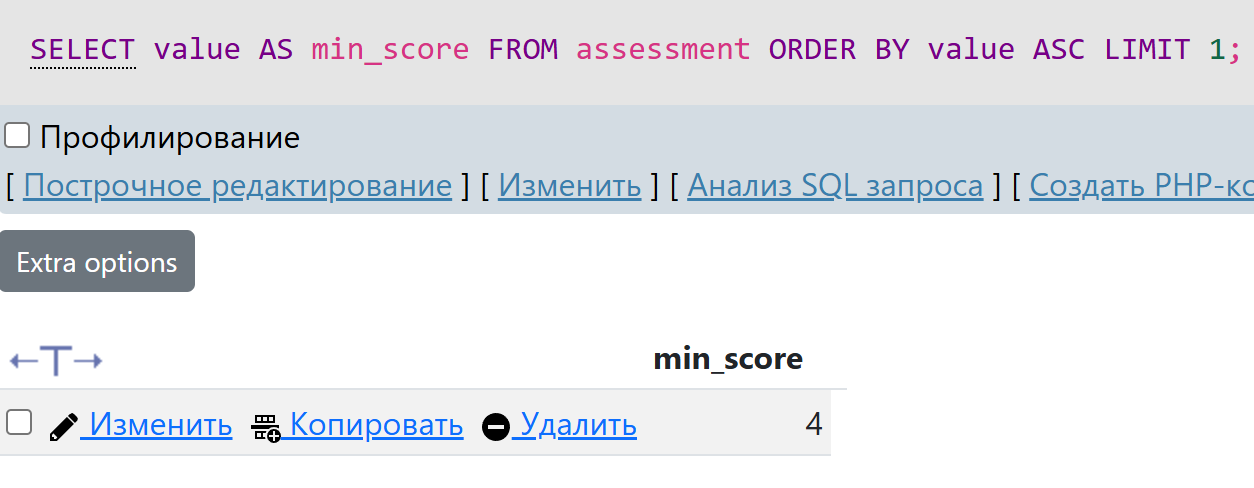 SELECT value AS min_score FROM assessment ORDER BY value ASC LIMIT 1;
Профилирование
[ Построчное редактирование ] [ Изменить ] [ Анализ SQL запроса ] [ Создать PHP-ко
Extra options
min_score
Изменить Копировать Удалить 4